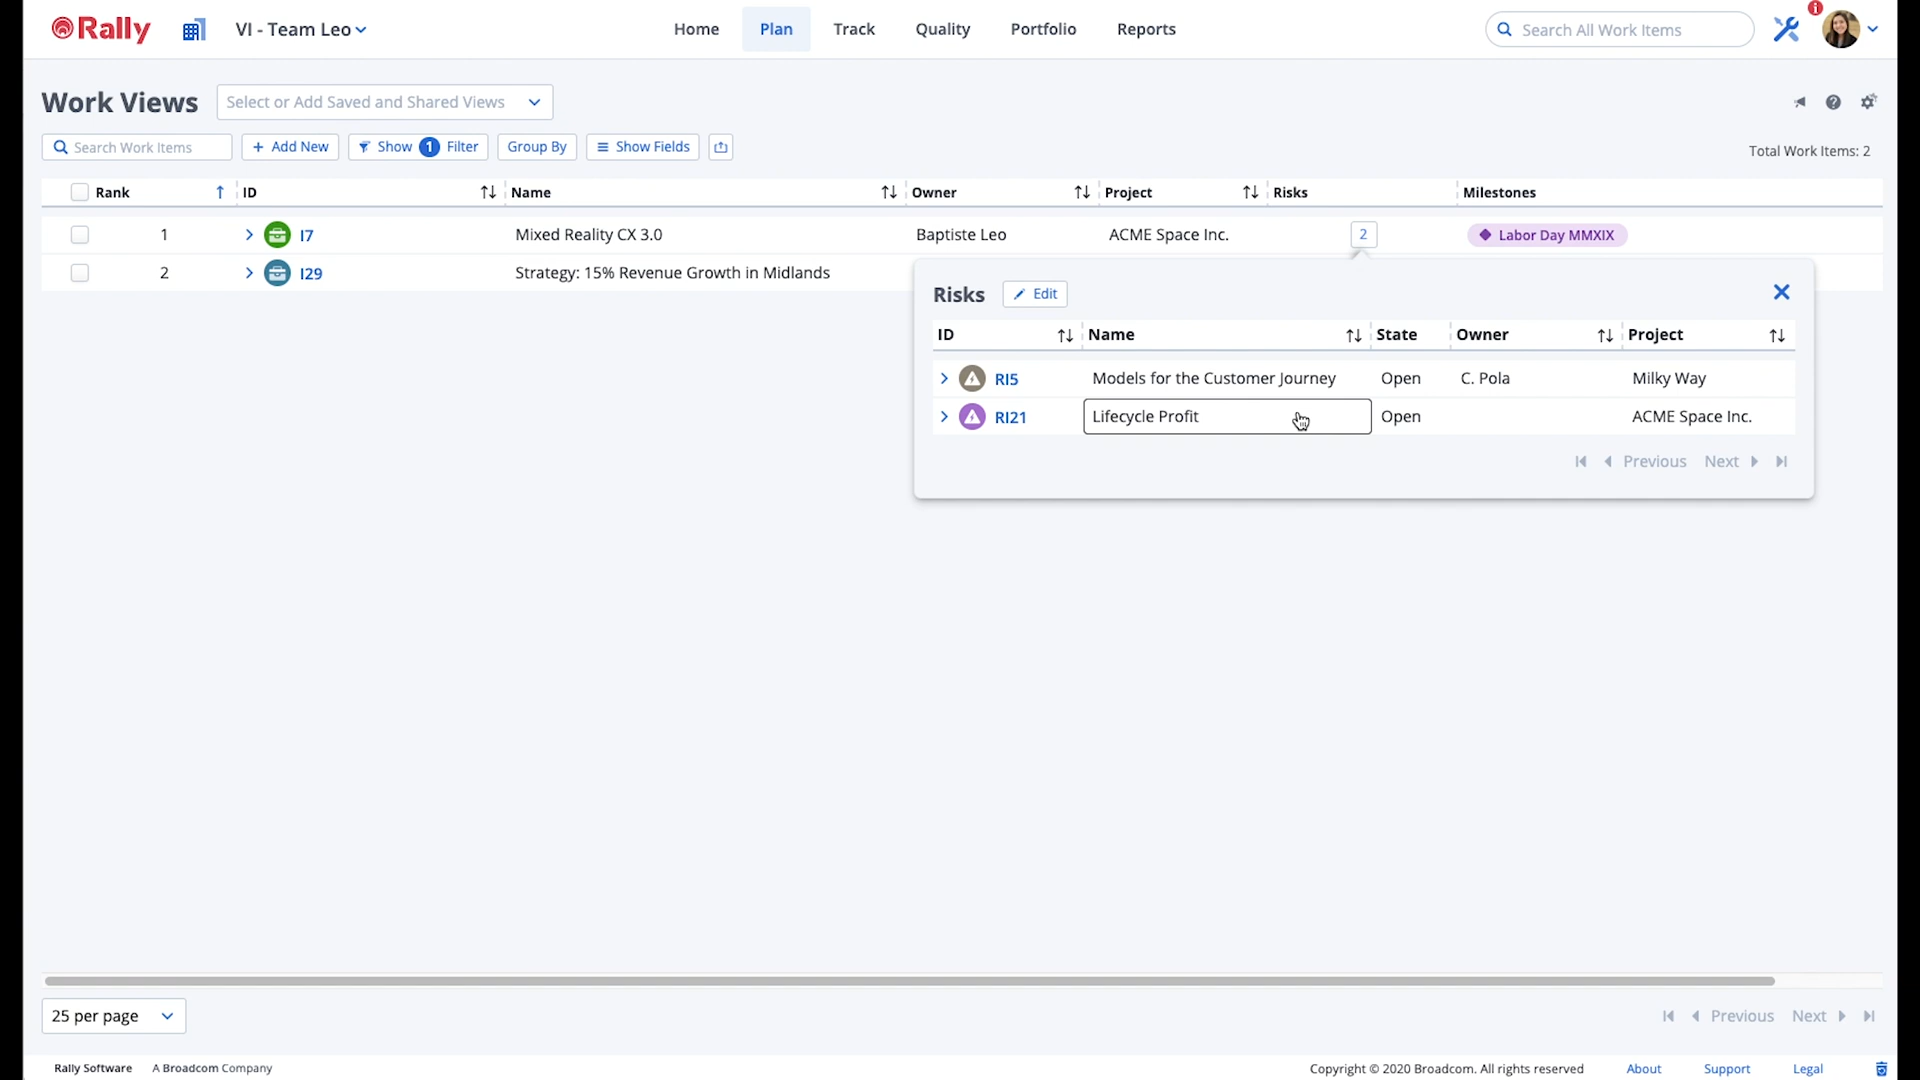 Rally VI - Team Leo Home Plan Track Quality Portfolio Reports Search All Work Items i
Work Views Select or Add Saved and Shared Views ?
Search Work Items + Add New Show 1 Filter Group By Show Fields Total Work Items: 2
Rank ID Name Owner Project Risks Milestones
1 I7 Mixed Reality CX 3.0 Baptiste Leo ACME Space Inc. 2 Labor Day MMXIX
2 I29 Strategy: 15% Revenue Growth in Midlands
Risks Edit
ID Name State Owner Project
RI5 Models for the Customer Journey Open C. Pola Milky Way
RI21 Lifecycle Profit Open ACME Space Inc.
Previous Next
25 per page Previous Next
Rally Software A Broadcom Company Copyright © 2020 Broadcom. All rights reserved About Support Legal